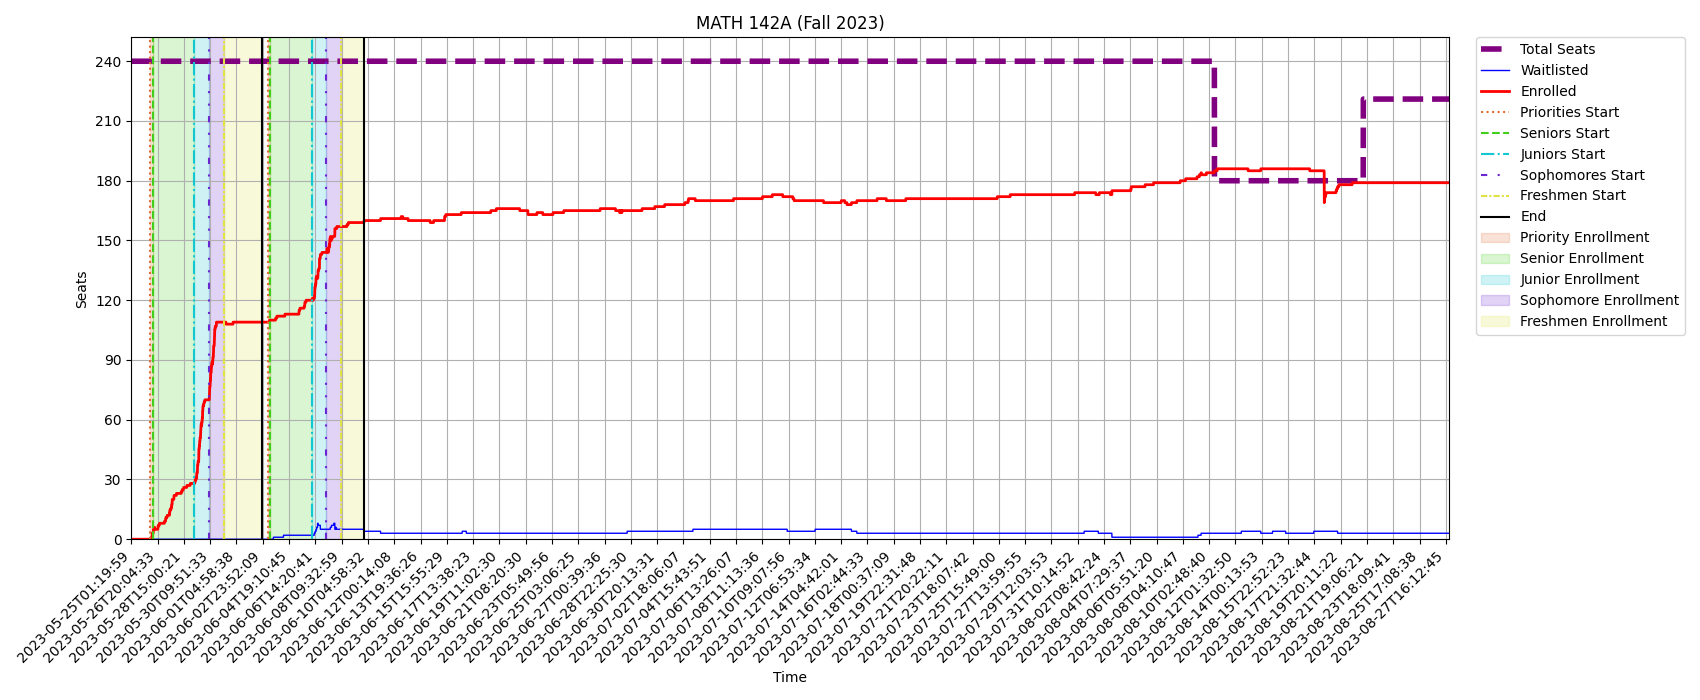 MATH 142A (Fall 2023)
Seats
240
210
180
150
120
90
60
30
0
2023-05-25T01:19:59
2023-05-26T20:04:33
2023-05-28T15:00:21
2023-05-30T09:51:33
2023-06-01T04:58:38
2023-06-02T23:52:09
2023-06-04T19:10:45
2023-06-06T14:20:41
2023-06-08T09:32:59
2023-06-10T04:58:32
2023-06-12T00:14:08
2023-06-13T19:36:26
2023-06-15T15:55:29
2023-06-17T13:38:23
2023-06-19T11:02:30
2023-06-21T08:20:30
2023-06-23T05:49:56
2023-06-25T03:06:25
2023-06-27T00:39:36
2023-06-28T22:25:30
2023-06-30T20:13:31
2023-07-02T18:06:07
2023-07-04T15:43:51
2023-07-06T13:26:07
2023-07-08T11:13:36
2023-07-10T09:07:56
2023-07-12T06:53:34
2023-07-14T04:42:01
2023-07-16T02:44:33
2023-07-18T00:37:09
2023-07-19T22:31:48
2023-07-21T20:22:11
2023-07-23T18:07:42
2023-07-25T15:49:00
2023-07-27T13:59:55
2023-07-29T12:03:53
2023-07-31T10:14:52
2023-08-02T08:42:24
2023-08-04T07:29:37
2023-08-06T05:51:20
2023-08-08T04:10:47
2023-08-10T02:48:40
2023-08-12T01:32:50
2023-08-14T00:13:53
2023-08-15T22:52:23
2023-08-17T21:32:44
2023-08-19T20:11:22
2023-08-21T19:06:21
2023-08-23T18:09:41
2023-08-25T17:08:38
2023-08-27T16:12:45
Time
Total Seats
Waitlisted
Enrolled
Priorities Start
Seniors Start
Juniors Start
Sophomores Start
Freshmen Start
End
Priority Enrollment
Senior Enrollment
Junior Enrollment
Sophomore Enrollment
Freshmen Enrollment